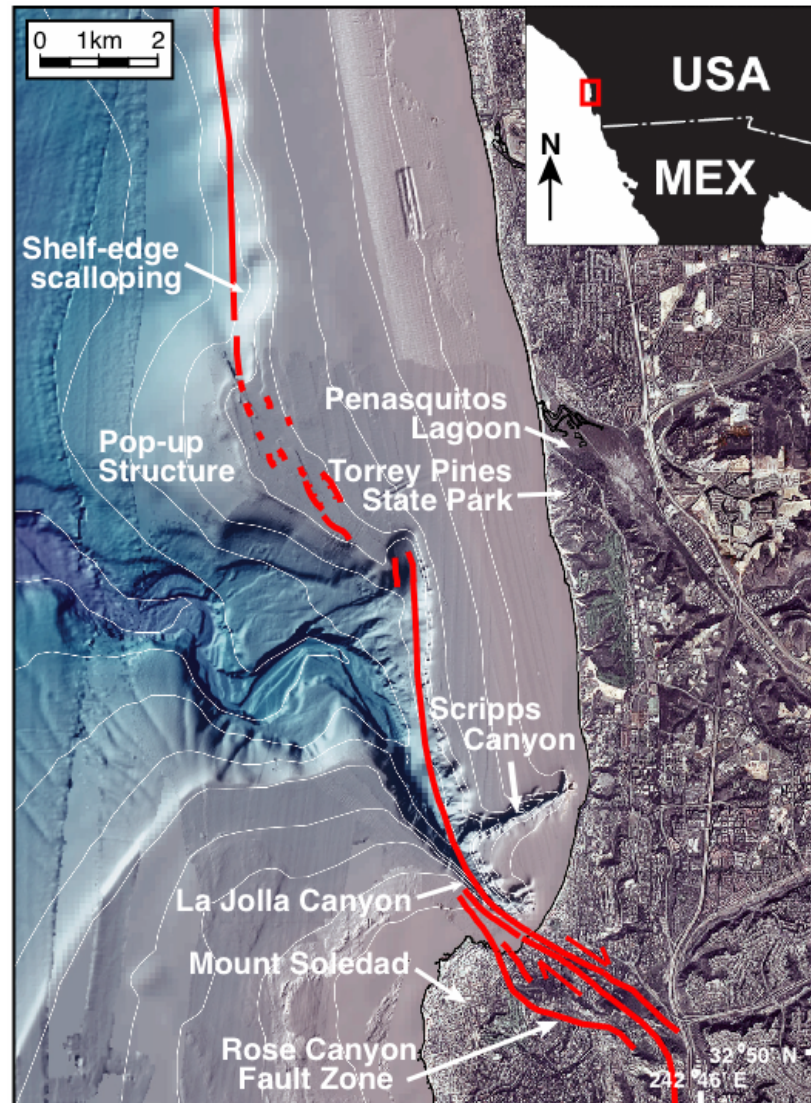 0 1km 2
USA
N
MEX
Shelf-edge
scalloping
Penasquitos
Lagoon
Pop-up
Structure
Torrey Pines
State Park
Scripps
Canyon
La Jolla Canyon
Mount Soledad
Rose Canyon
Fault Zone
32°50' N
242°46' E